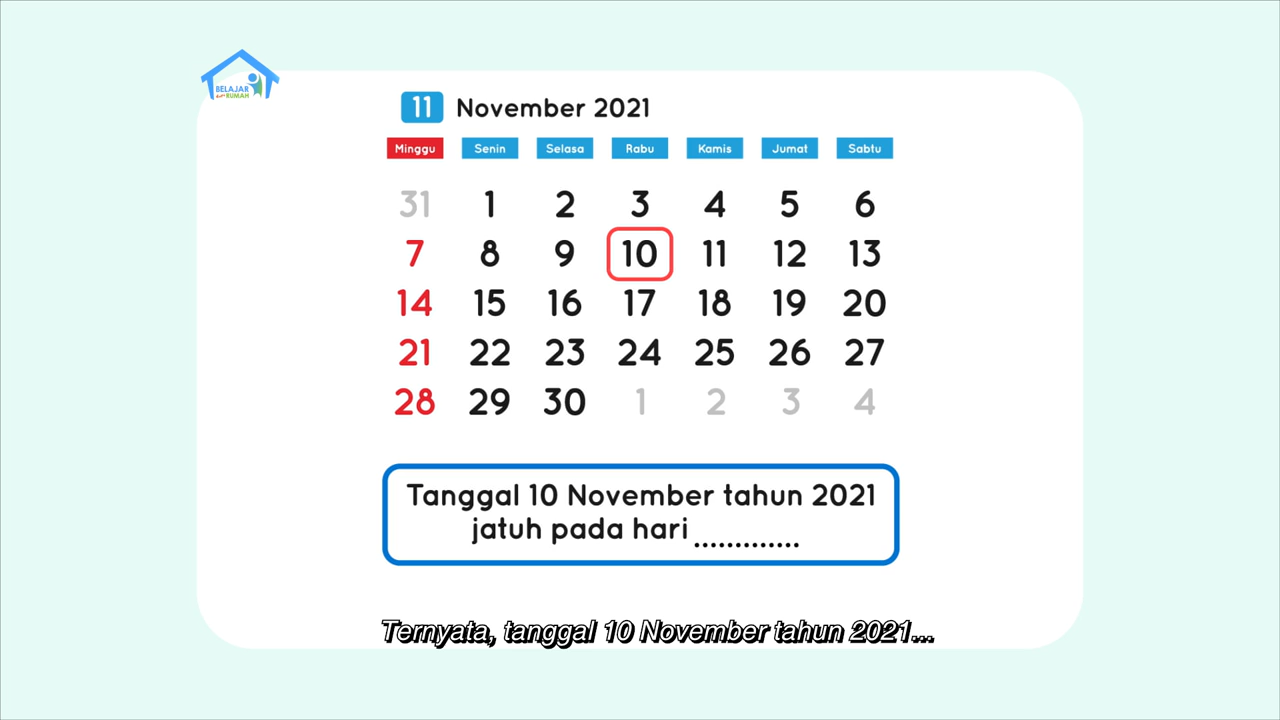 BELAJAR
dari RUMAH
11 November 2021
Minggu Senin Selasa Rabu Kamis Jumat Sabtu
31 1 2 3 4 5 6
7 8 9 10 11 12 13
14 15 16 17 18 19 20
21 22 23 24 25 26 27
28 29 30 1 2 3 4
Tanggal 10 November tahun 2021
jatuh pada hari .............
Ternyata, tanggal 10 November tahun 2021...